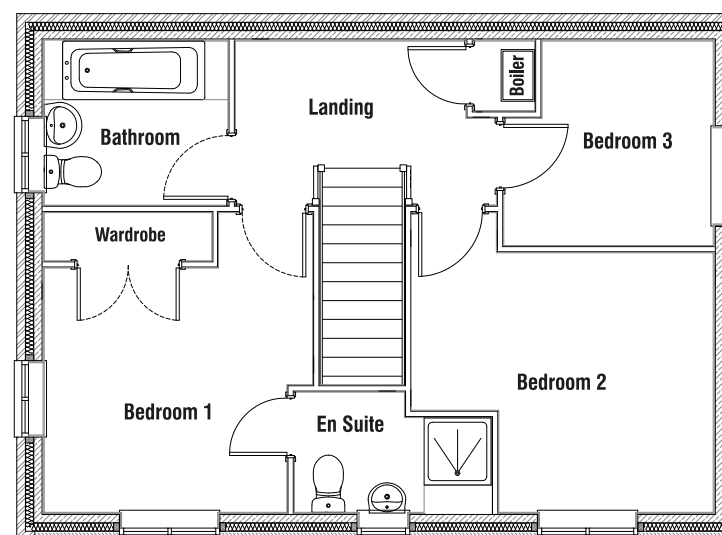 Boiler
Landing
Bathroom
Bedroom 3
Wardrobe
Bedroom 2
Bedroom 1
En Suite